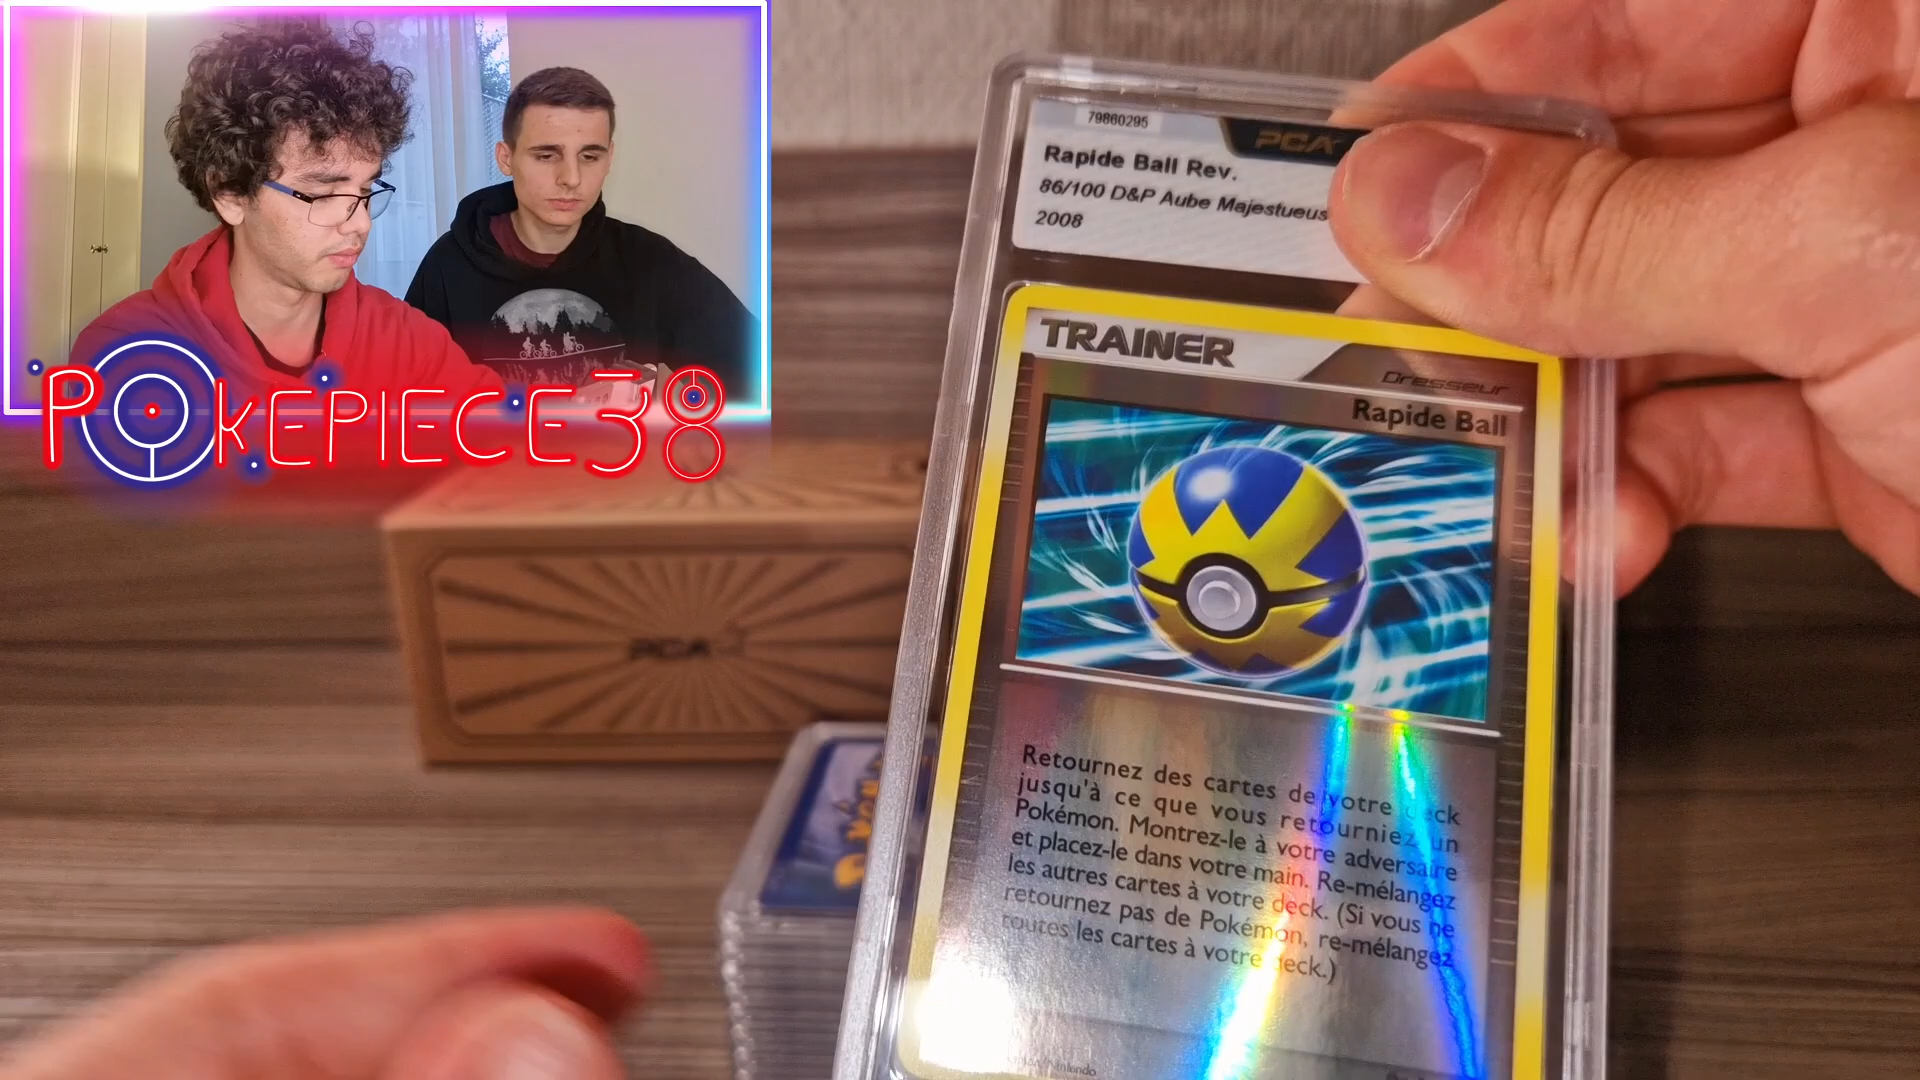 POKEPIECE38
79860295
PCA
Rapide Ball Rev.
86/100 D&P Aube Majestueus
2008
TRAINER
Dresseur
Rapide Ball
Retournez des cartes de votre deck
jusqu'à ce que vous retourniez un
Pokémon. Montrez-le à votre adversaire
et placez-le dans votre main. Re-mélangez
les autres cartes à votre deck. (Si vous ne
retournez pas de Pokémon, re-mélangez
toutes les cartes à votre deck.)
PCA
Nintendo